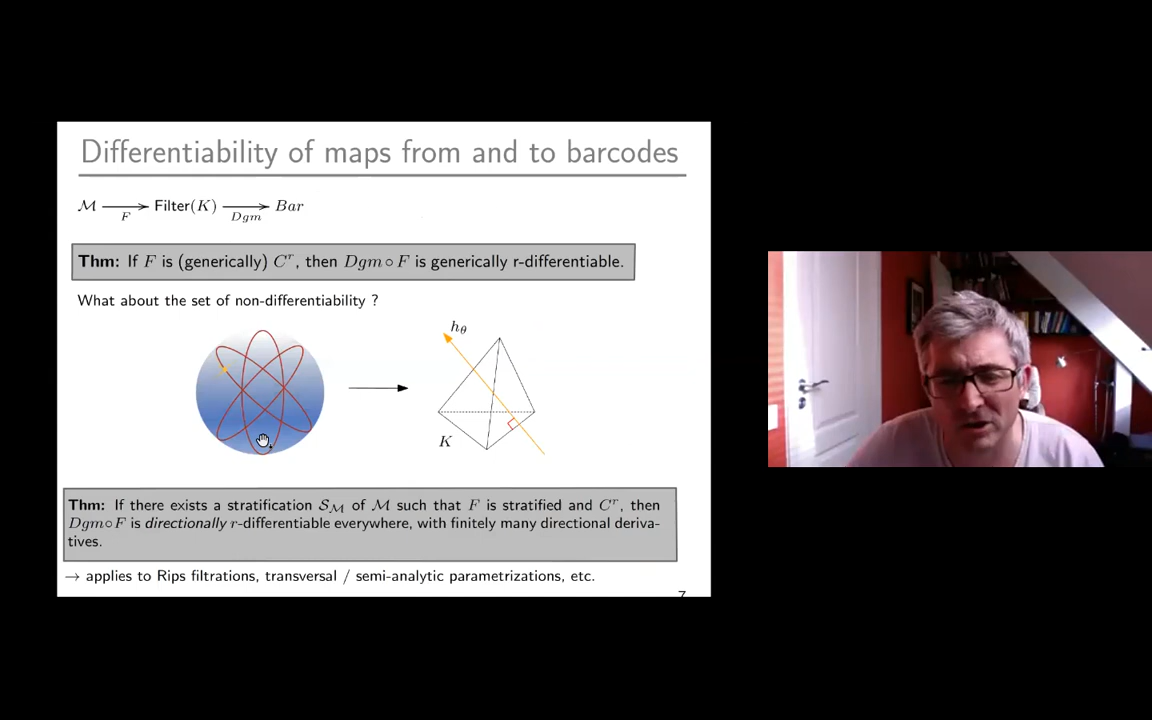 Differentiability of maps from and to barcodes
ℳ ⟶ Filter(K) ⟶ Bar
F Dgm
Thm: If F is (generically) Cʳ, then Dgm ∘ F is generically r-differentiable.
What about the set of non-differentiability ?
h_θ
K
Thm: If there exists a stratification 𝒮_ℳ of ℳ such that F is stratified and Cʳ, then
Dgm∘F is directionally r-differentiable everywhere, with finitely many directional deriva-
tives.
→ applies to Rips filtrations, transversal / semi-analytic parametrizations, etc.
7